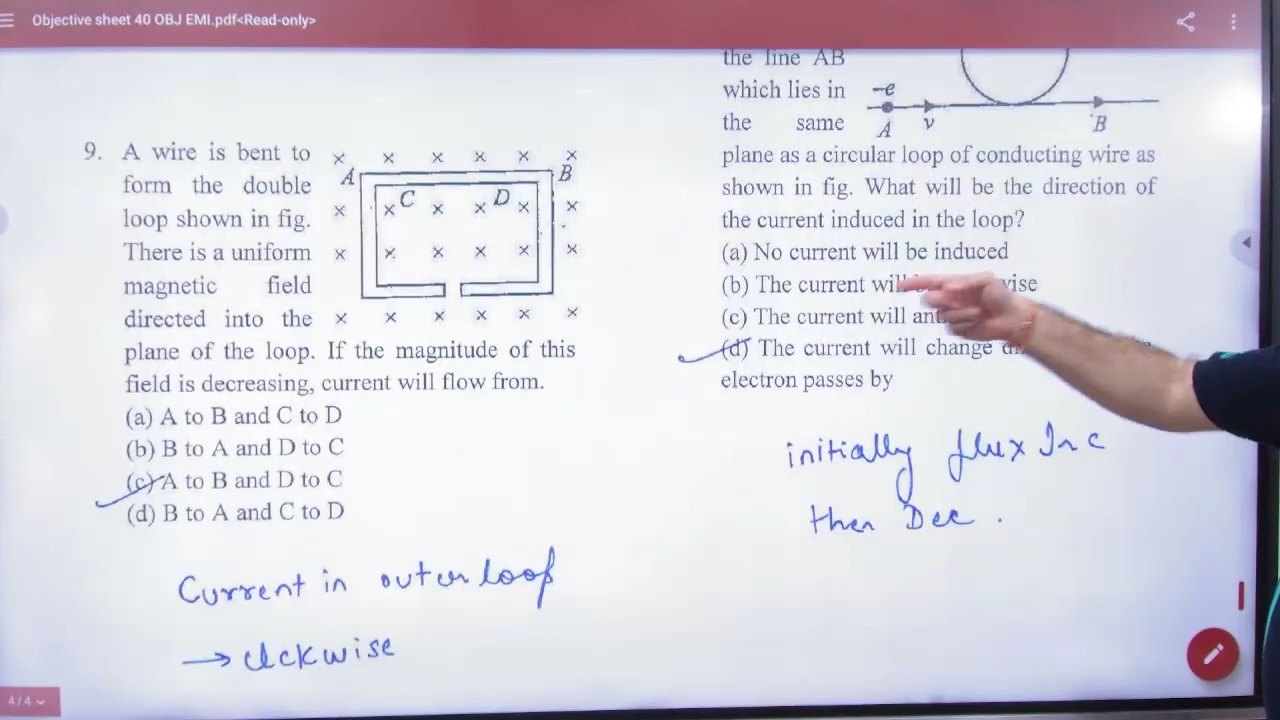 Objective sheet 40 OBJ EMI.pdf<Read-only>
9. A wire is bent to
form the double
loop shown in fig.
There is a uniform
magnetic field
directed into the
plane of the loop. If the magnitude of this
field is decreasing, current will flow from.
(a) A to B and C to D
(b) B to A and D to C
(c) A to B and D to C
(d) B to A and C to D
A B
C D
Current in outer loop
→ clckwise
the line AB
which lies in
the same
-e
A v B
plane as a circular loop of conducting wire as
shown in fig. What will be the direction of
the current induced in the loop?
(a) No current will be induced
(b) The current wise
(c) The current will
(d) The current will change
electron passes by
initially flux Inc
then Dec .
4/4